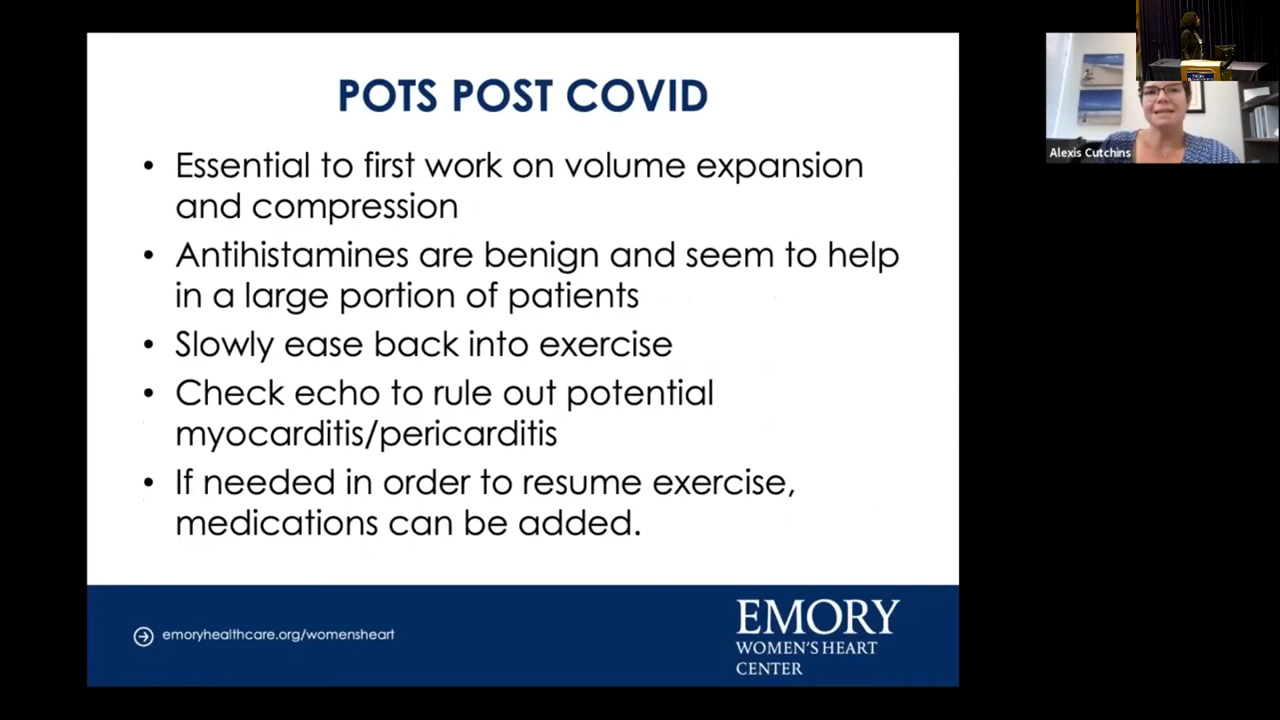 POTS POST COVID
• Essential to first work on volume expansion
and compression
• Antihistamines are benign and seem to help
in a large portion of patients
• Slowly ease back into exercise
• Check echo to rule out potential
myocarditis/pericarditis
• If needed in order to resume exercise,
medications can be added.
emoryhealthcare.org/womensheart
EMORY
WOMEN'S HEART
CENTER
Alexis Cutchins